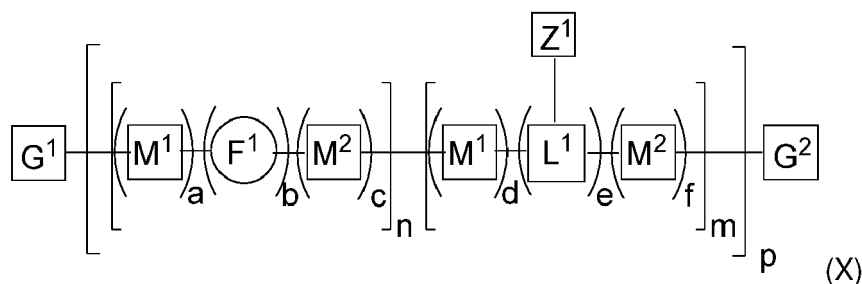 Z¹
G¹ [ [ ( M¹ )a ( F¹ )b ( M² )c ]n [ ( M¹ )d ( L¹ )e ( M² )f ]m ]p G²
(X)